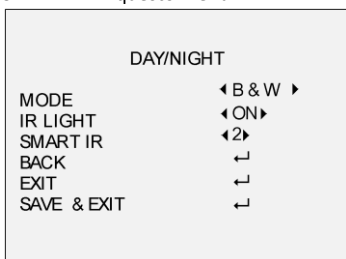 DAY/NIGHT
MODE ◂ B & W ▸
IR LIGHT ◂ ON ▸
SMART IR ◂ 2 ▸
BACK ↵
EXIT ↵
SAVE & EXIT ↵